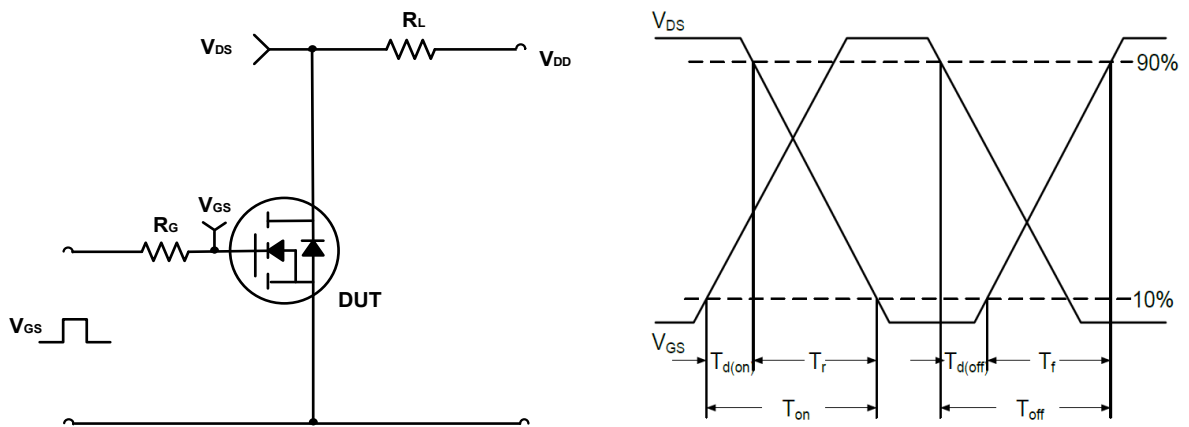 RL
VDS
VDD
VGS
RG
DUT
VGS
VDS
90%
10%
VGS
Td(on) Tr Td(off) Tf
Ton Toff